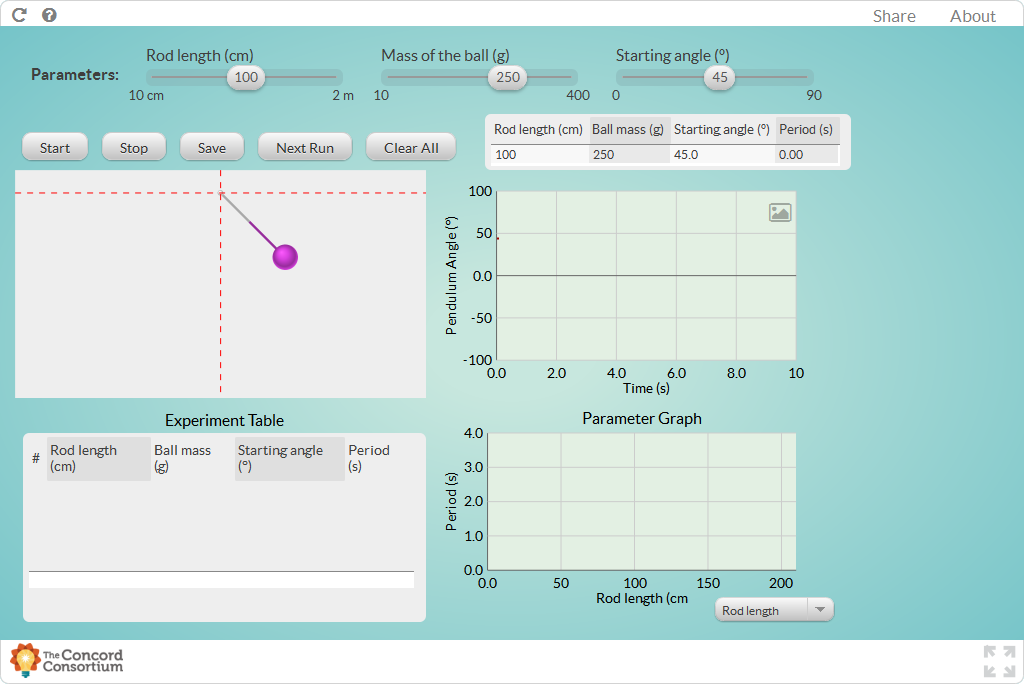 Share About
Parameters:
Rod length (cm)
100
10 cm 2 m
Mass of the ball (g)
250
10 400
Starting angle (º)
45
0 90
Start Stop Save Next Run Clear All
Rod length (cm) Ball mass (g) Starting angle (º) Period (s)
100 250 45.0 0.00
Pendulum Angle (º)
100
50
0.0
-50
-100
0.0 2.0 4.0 6.0 8.0 10
Time (s)
Experiment Table
# Rod length (cm) Ball mass (g) Starting angle (º) Period (s)
Parameter Graph
Period (s)
4.0
3.0
2.0
1.0
0.0
0.0 50 100 150 200
Rod length (cm
Rod length
The Concord
Consortium